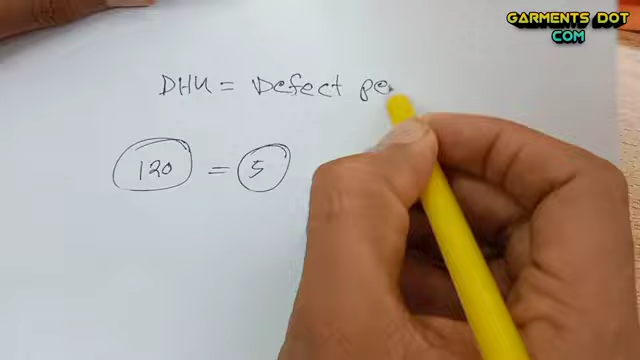 GARMENTS DOT
COM
DHU = Defect pe
120 = 5